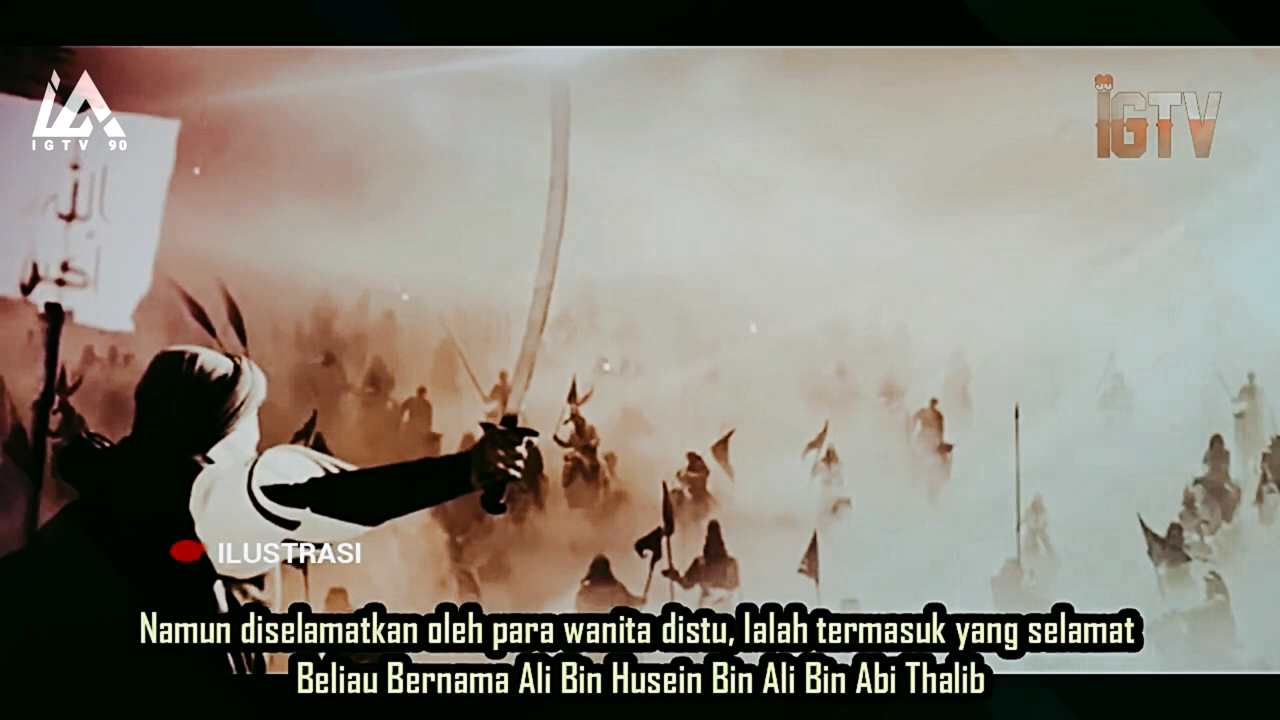 IA
IGTV 90
IGTV
ILUSTRASI
Namun diselamatkan oleh para wanita distu, Ialah termasuk yang selamat
Beliau Bernama Ali Bin Husein Bin Ali Bin Abi Thalib